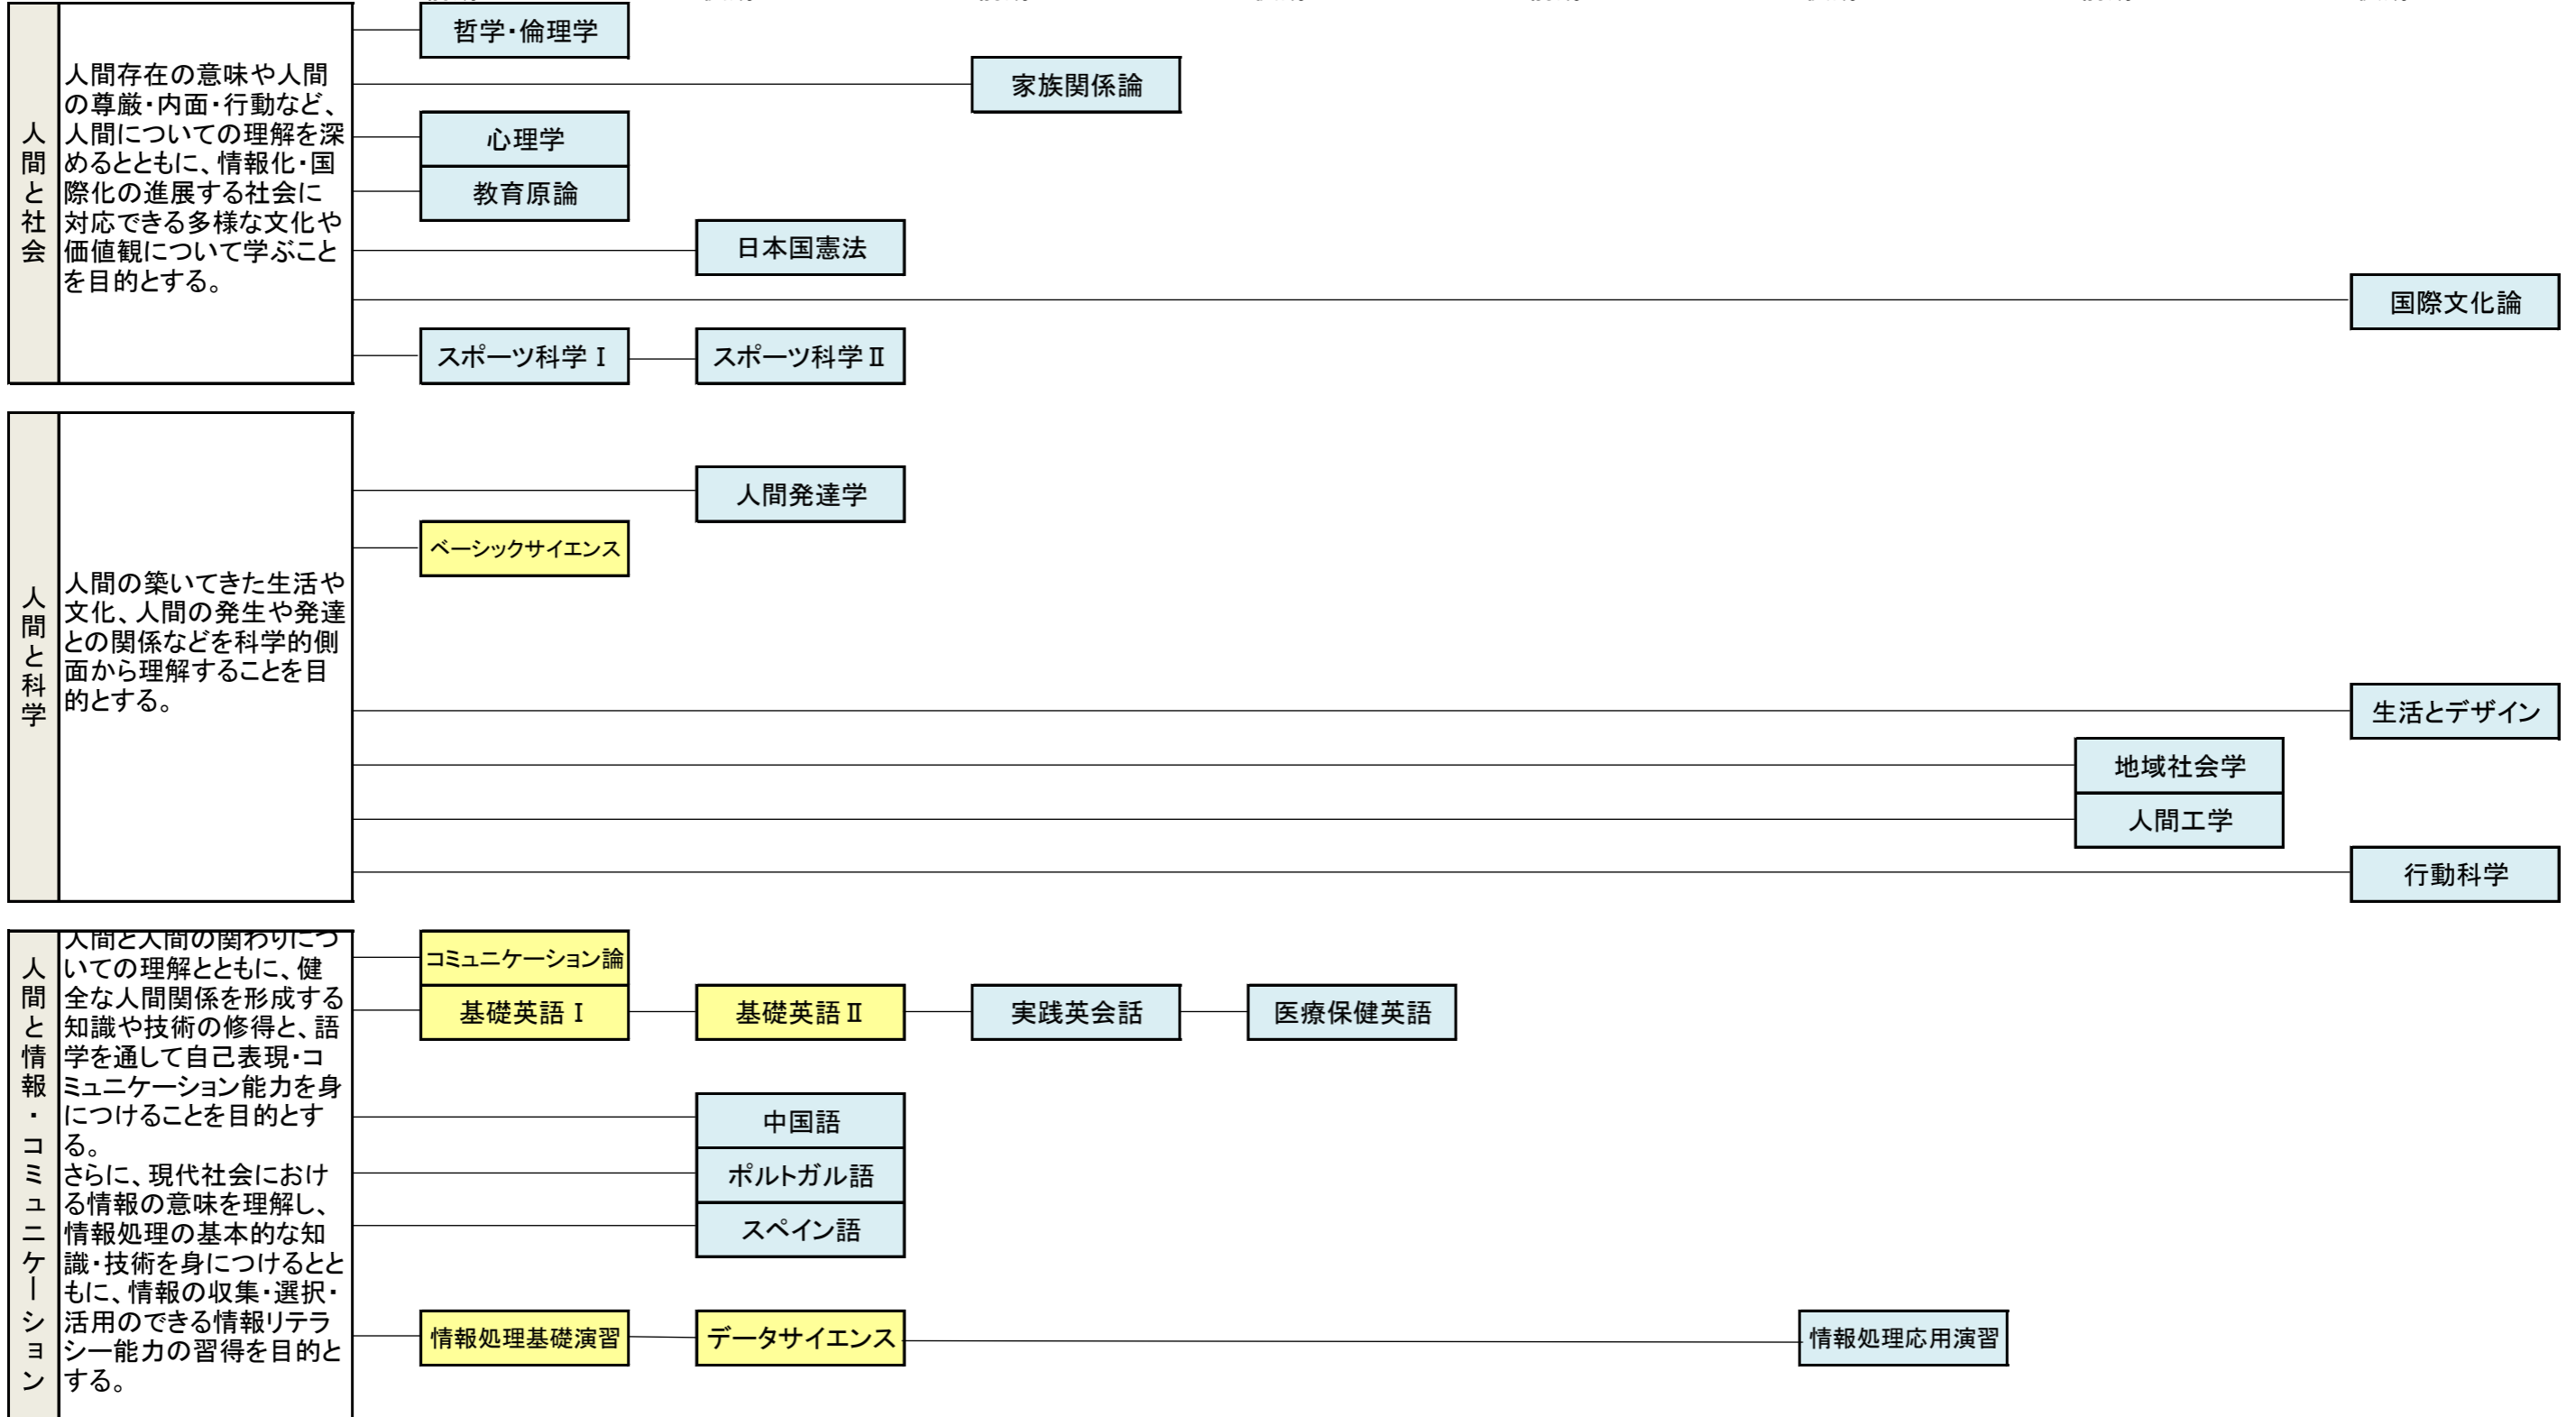 人間と社会
人間存在の意味や人間
の尊厳・内面・行動など、
人間についての理解を深
めるとともに、情報化・国
際化の進展する社会に
対応できる多様な文化や
価値観について学ぶこと
を目的とする。
哲学・倫理学
家族関係論
心理学
教育原論
日本国憲法
国際文化論
スポーツ科学Ⅰ
スポーツ科学Ⅱ
人間と科学
人間の築いてきた生活や
文化、人間の発生や発達
との関係などを科学的側
面から理解することを目
的とする。
人間発達学
ベーシックサイエンス
生活とデザイン
地域社会学
人間工学
行動科学
人間と情報・コミュニケーション
人間と人間の関わりにつ
いての理解とともに、健
全な人間関係を形成する
知識や技術の修得と、語
学を通して自己表現・コ
ミュニケーション能力を身
につけることを目的とす
る。
さらに、現代社会におけ
る情報の意味を理解し、
情報処理の基本的な知
識・技術を身につけるとと
もに、情報の収集・選択・
活用のできる情報リテラ
シー能力の習得を目的と
する。
コミュニケーション論
基礎英語Ⅰ
基礎英語Ⅱ
実践英会話
医療保健英語
中国語
ポルトガル語
スペイン語
情報処理基礎演習
データサイエンス
情報処理応用演習